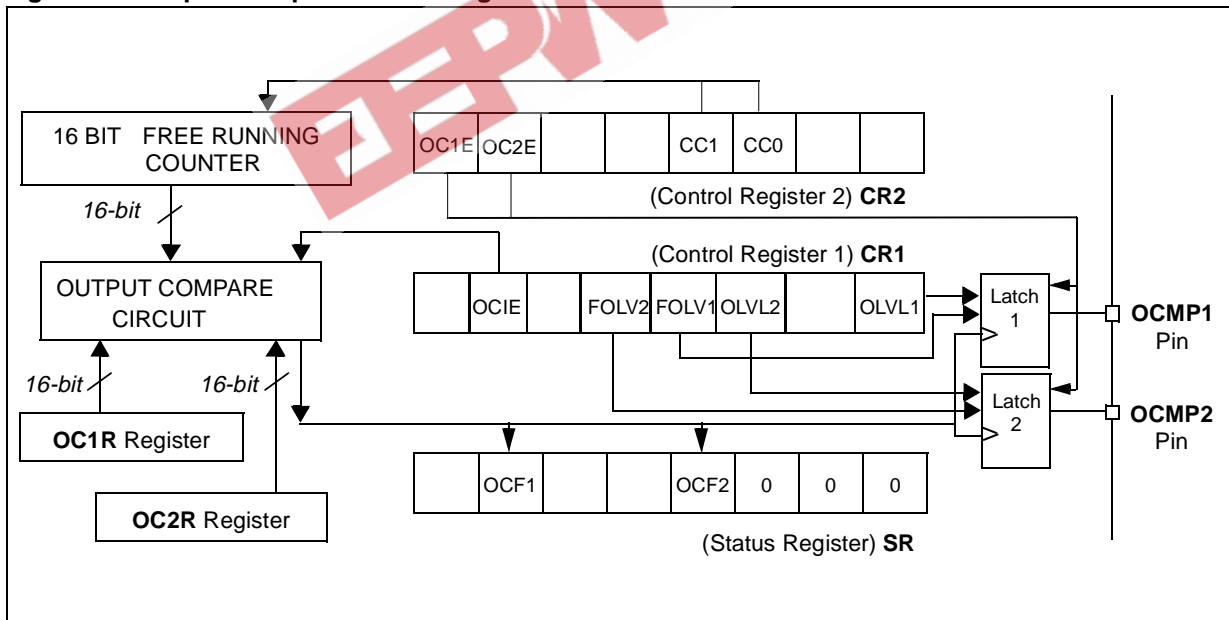 EEPW
16 BIT FREE RUNNING
COUNTER
OC1E OC2E CC1 CC0
(Control Register 2) CR2
16-bit
(Control Register 1) CR1
OUTPUT COMPARE
CIRCUIT
OCIE FOLV2 FOLV1 OLVL2 OLVL1
Latch
1
OCMP1
Pin
16-bit 16-bit
Latch
2
OCMP2
Pin
OC1R Register
OCF1 OCF2 0 0 0
OC2R Register
(Status Register) SR